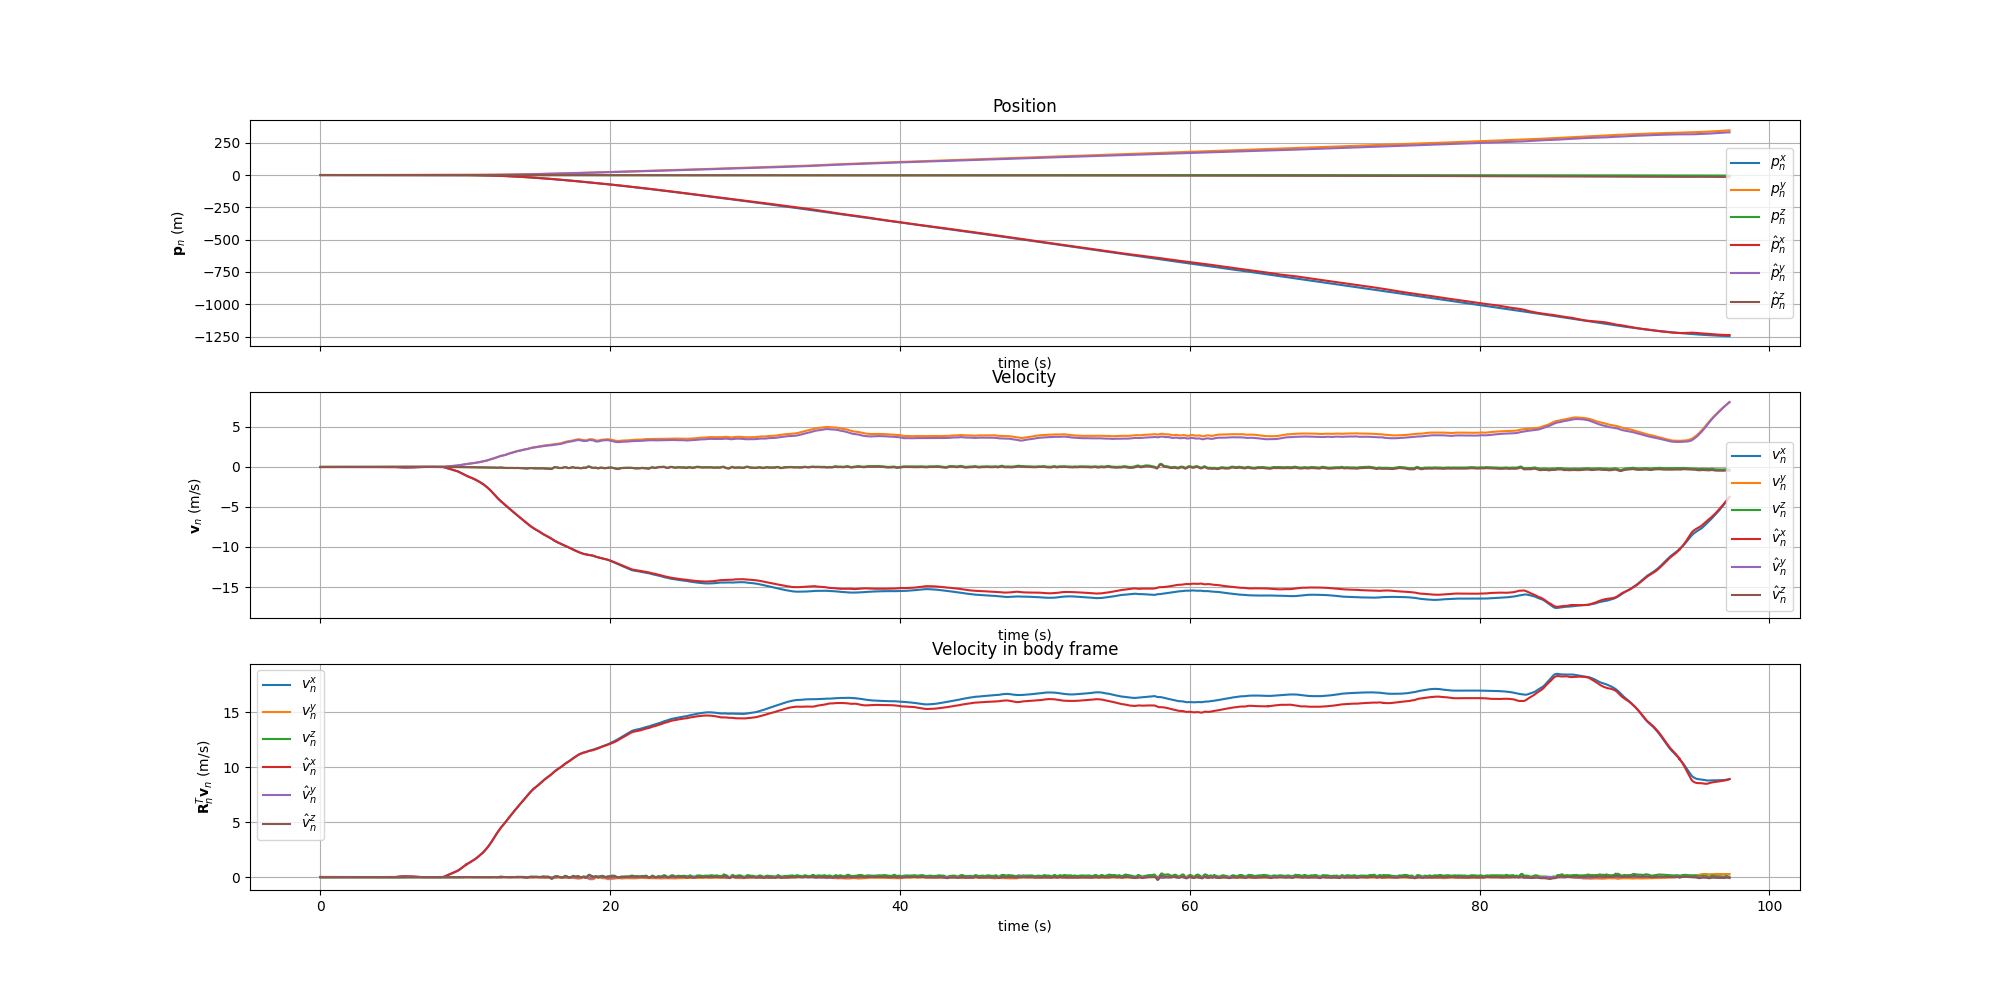 Position
250
0
−250
−500
−750
−1000
−1250
p_n (m)
p_n^x
p_n^y
p_n^z
p̂_n^x
p̂_n^y
p̂_n^z
time (s)
Velocity
5
0
−5
−10
−15
v_n (m/s)
v_n^x
v_n^y
v_n^z
v̂_n^x
v̂_n^y
v̂_n^z
time (s)
Velocity in body frame
15
10
5
0
R_n^T v_n (m/s)
v_n^x
v_n^y
v_n^z
v̂_n^x
v̂_n^y
v̂_n^z
0 20 40 60 80 100
time (s)